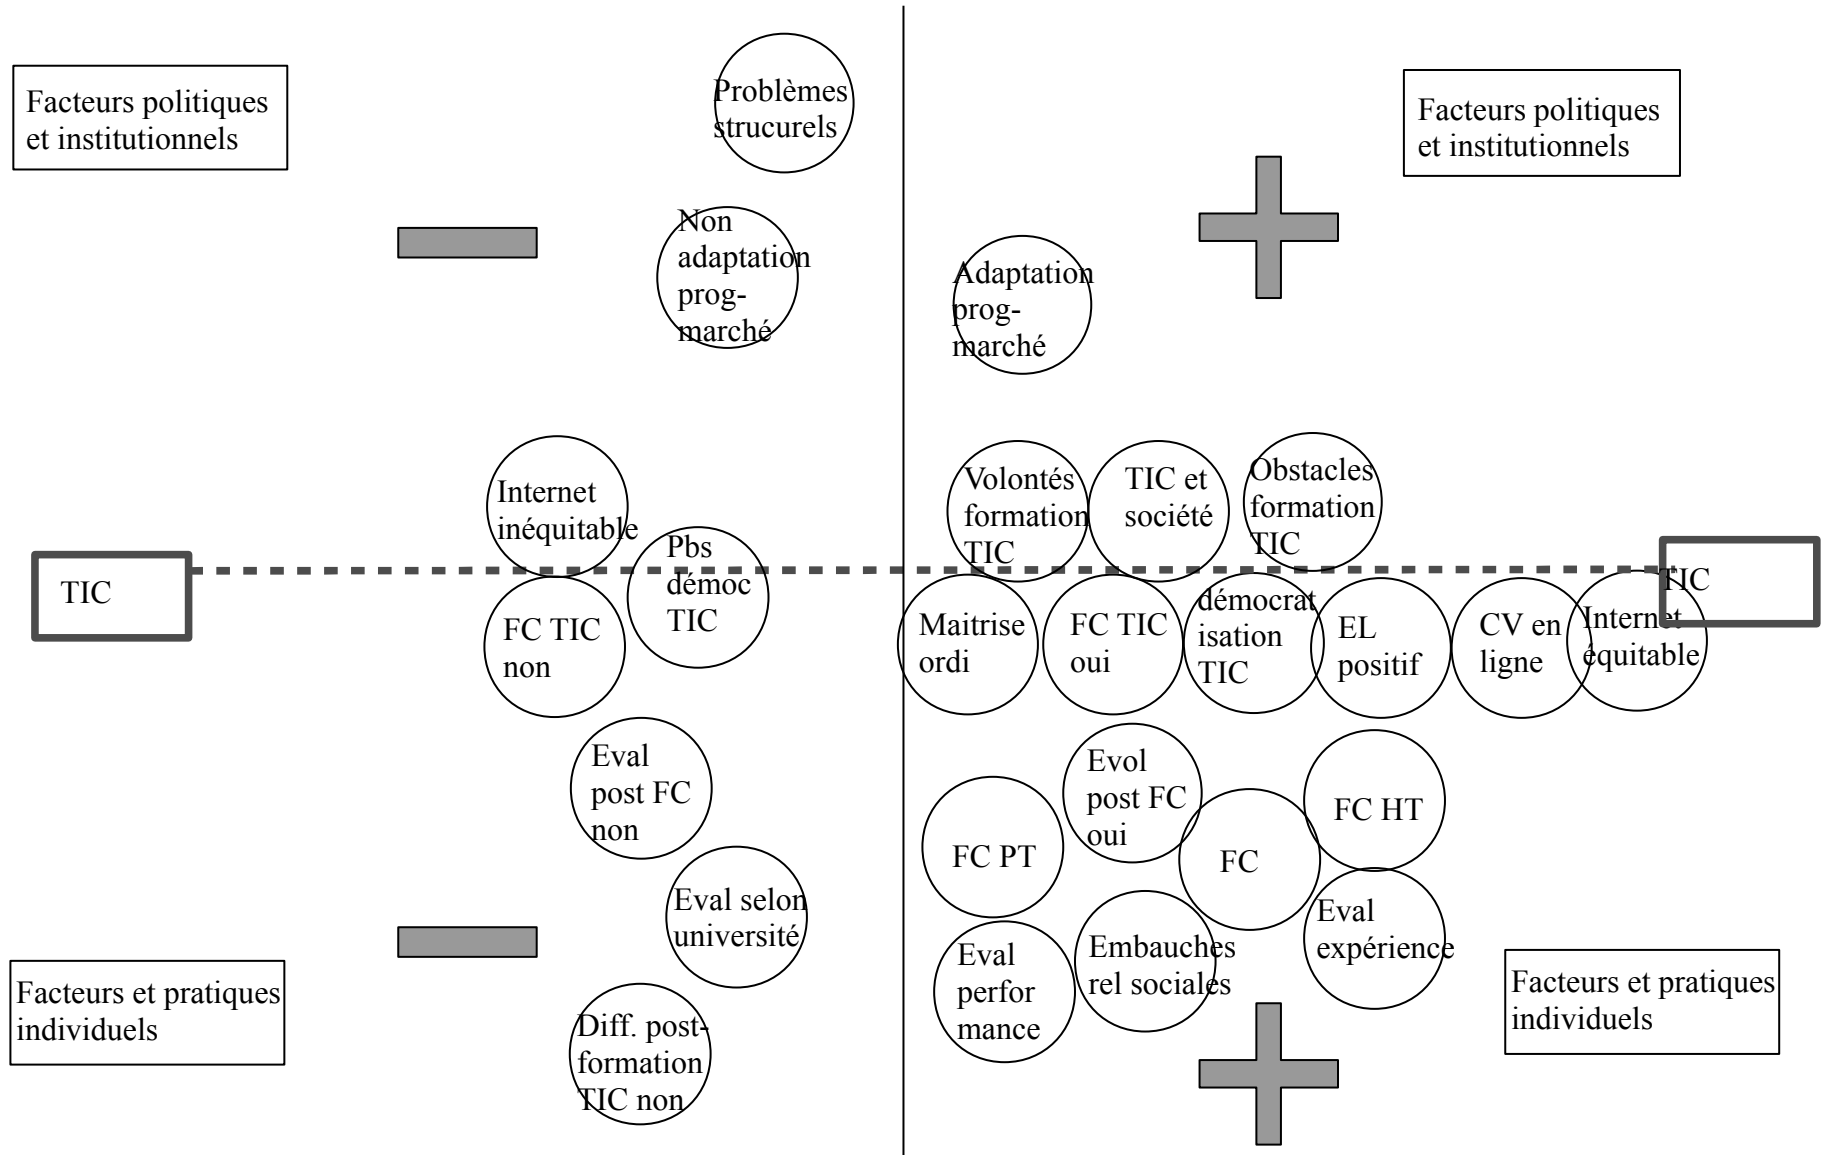 Facteurs politiques
et institutionnels
Problèmes
strucurels
Facteurs politiques
et institutionnels
Non
adaptation
prog-
marché
Adaptation
prog-
marché
Internet
inéquitable
Pbs
démoc
TIC
Volontés
formation
TIC
TIC et
société
Obstacles
formation
TIC
TIC
TIC
FC TIC
non
Maitrise
ordi
FC TIC
oui
démocrat
isation
TIC
EL
positif
CV en
ligne
Internet
équitable
Eval
post FC
non
Evol
post FC
oui
FC PT
FC
FC HT
Eval selon
université
Eval
perfor
mance
Embauches
rel sociales
Eval
expérience
Facteurs et pratiques
individuels
Diff. post-
formation
TIC non
Facteurs et pratiques
individuels